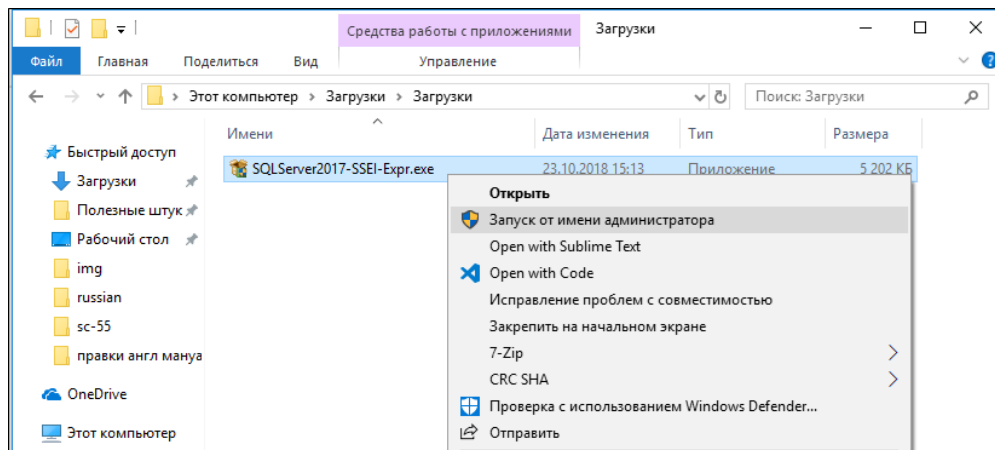 Средства работы с приложениями Загрузки
Файл Главная Поделиться Вид Управление
Этот компьютер Загрузки Загрузки Поиск: Загрузки
Имени Дата изменения Тип Размера
Быстрый доступ
SQLServer2017-SSEI-Expr.exe 23.10.2018 15:13 Приложение 5 202 КБ
Загрузки
Открыть
Полезные штук
Запуск от имени администратора
Рабочий стол
Open with Sublime Text
img
Open with Code
russian
Исправление проблем с совместимостью
sc-55
Закрепить на начальном экране
правки англ мануа
7-Zip
CRC SHA
OneDrive
Проверка с использованием Windows Defender...
Этот компьютер
Отправить